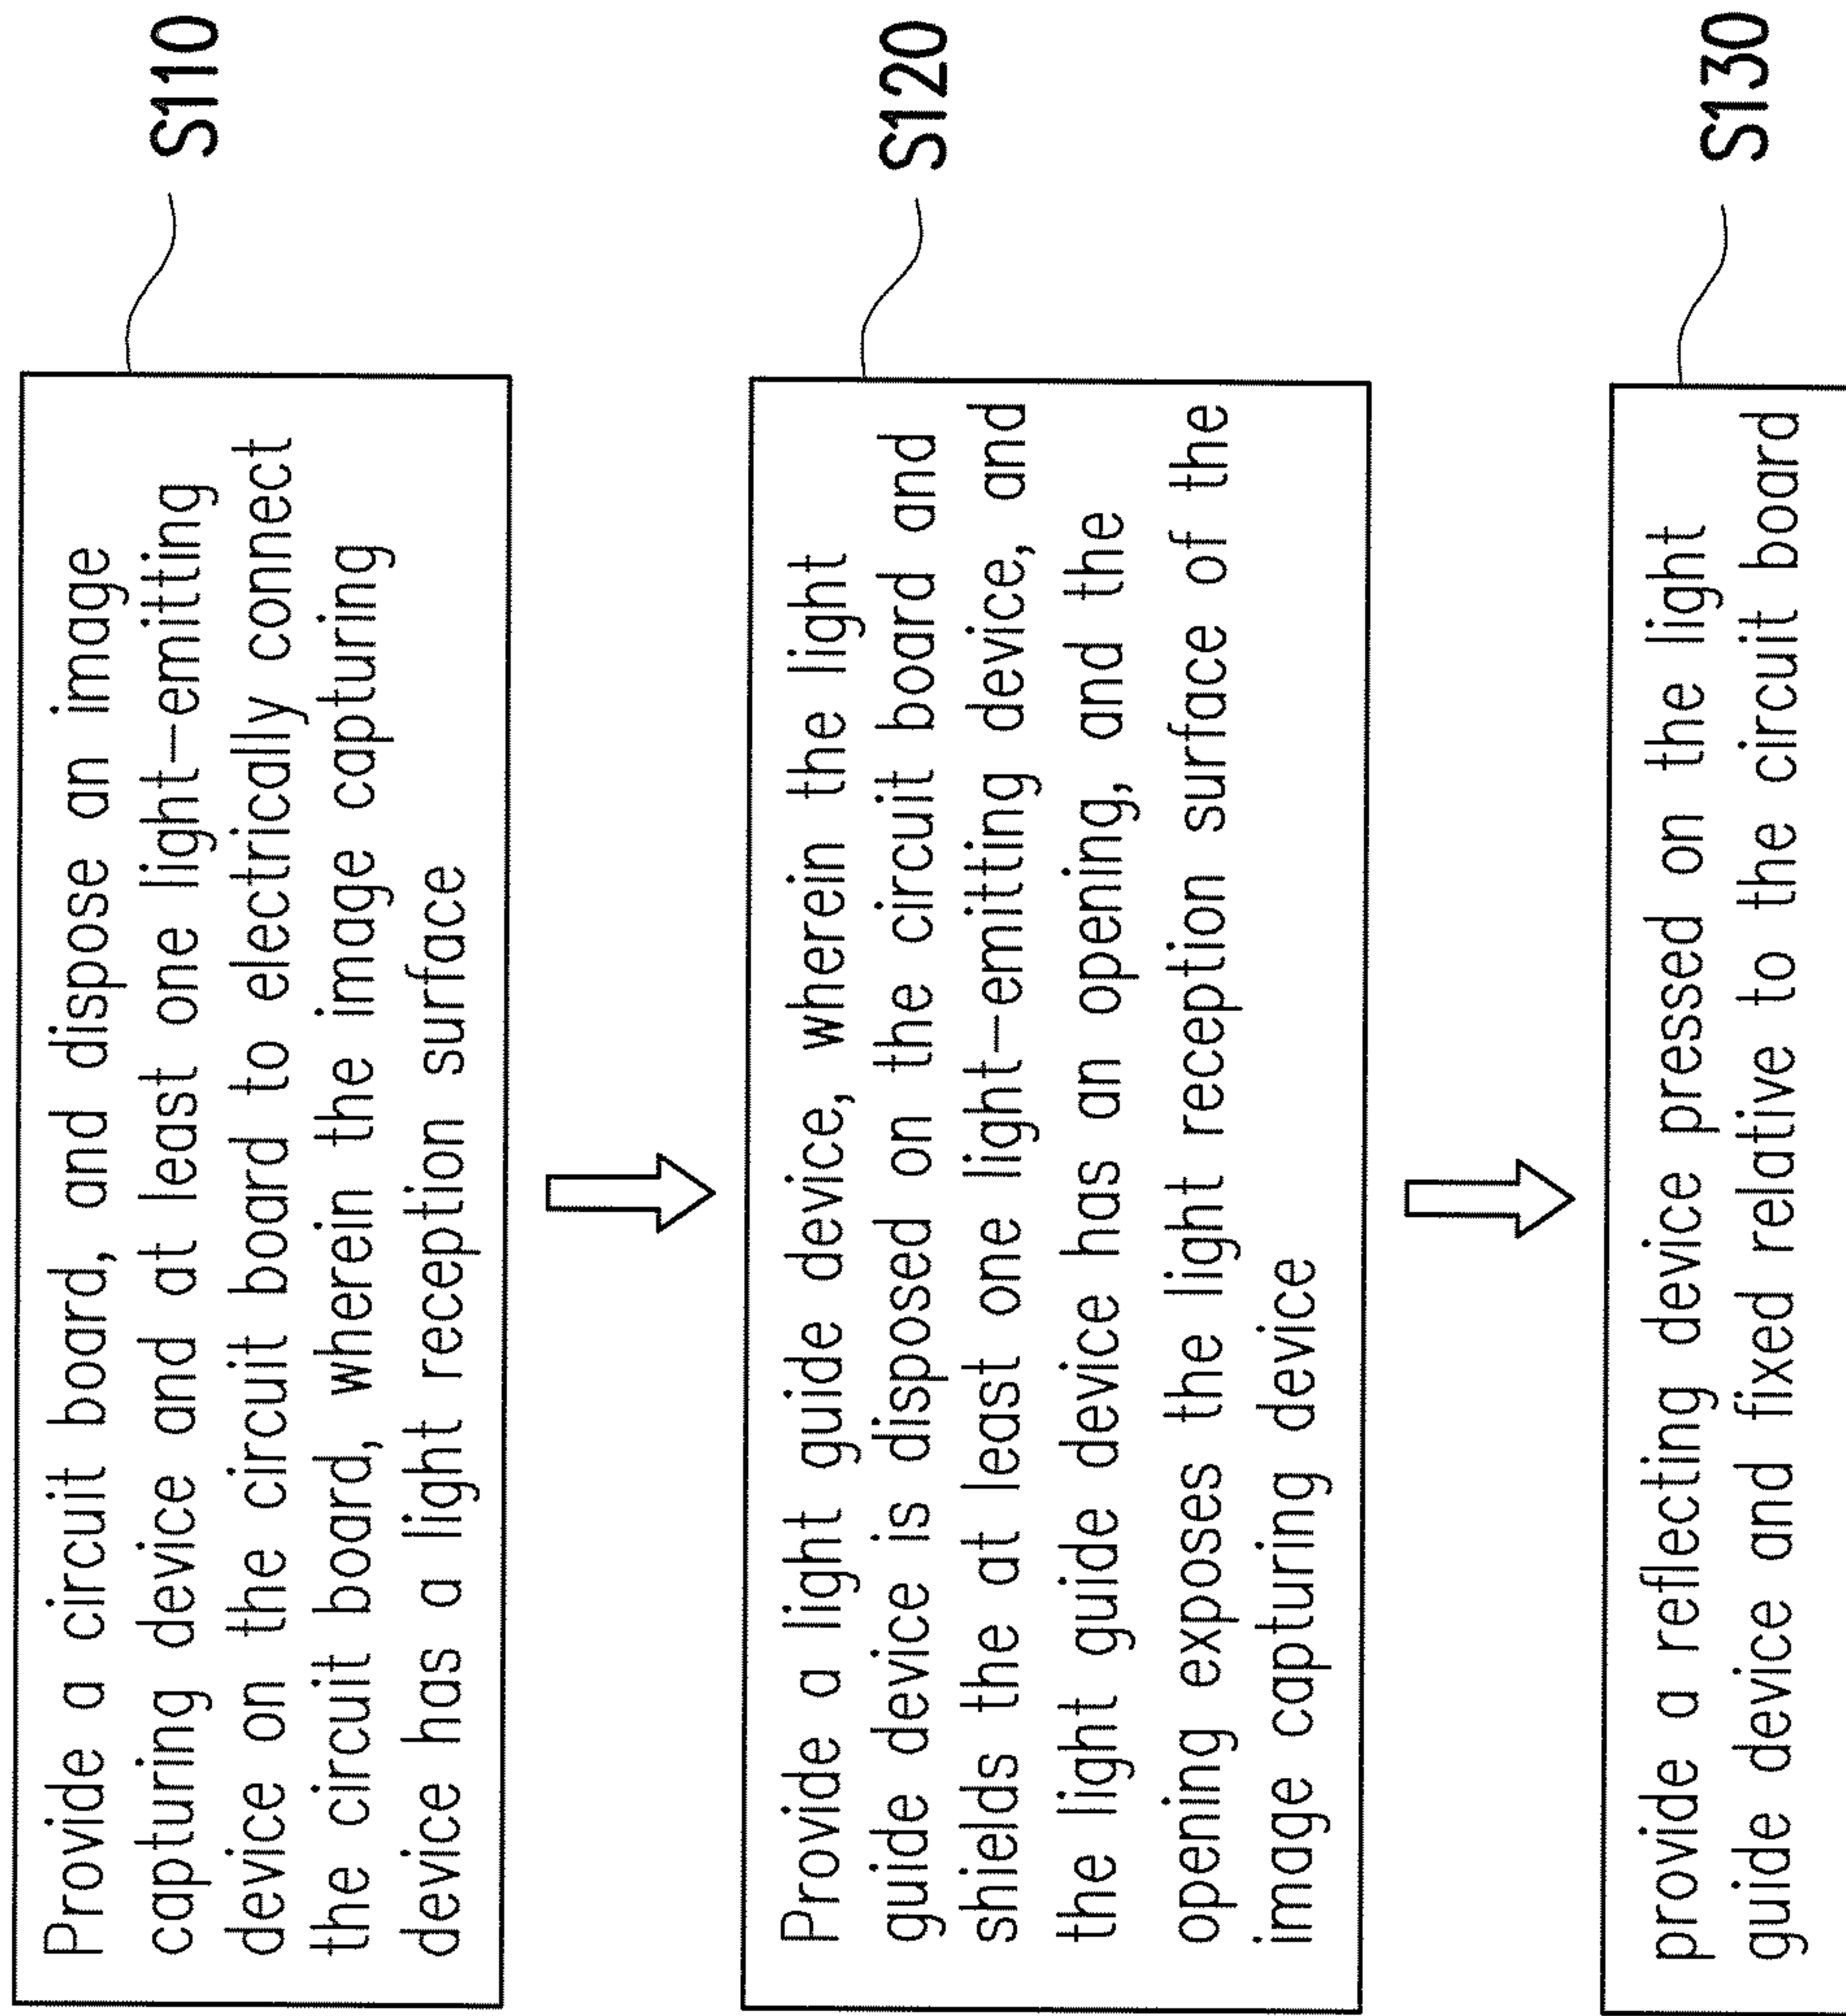 Provide a circuit board, and dispose an image
capturing device and at least one light-emitting
device on the circuit board to electrically connect
the circuit board, wherein the image capturing
device has a light reception surface
S110
Provide a light guide device, wherein the light
guide device is disposed on the circuit board and
shields the at least one light-emitting device, and
the light guide device has an opening, and the
opening exposes the light reception surface of the
image capturing device
S120
provide a reflecting device pressed on the light
guide device and fixed relative to the circuit board
S130